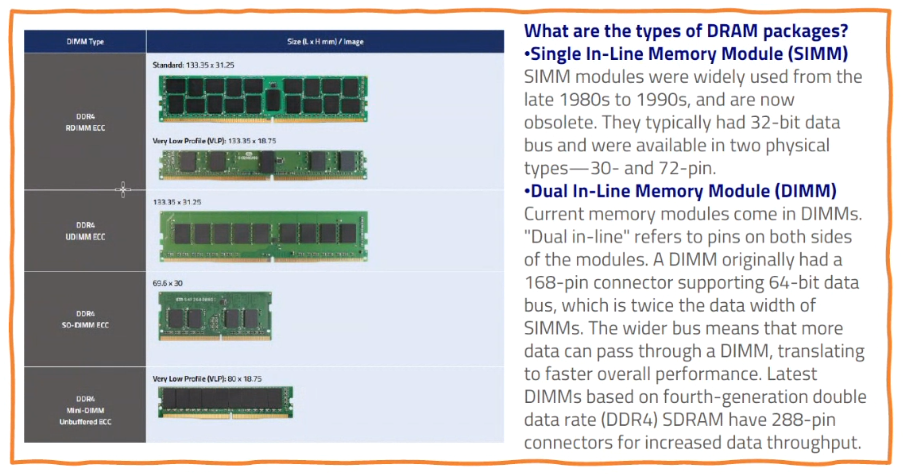 DIMM Type
Size (L x H mm) / Image
DDR4
RDIMM ECC
Standard: 133.35 x 31.25
Very Low Profile (VLP): 133.35 x 18.75
DDR4
UDIMM ECC
133.35 x 31.25
DDR4
SO-DIMM ECC
69.6 x 30
DDR4
Mini-DIMM
Unbuffered ECC
Very Low Profile (VLP): 80 x 18.75
What are the types of DRAM packages?
•Single In-Line Memory Module (SIMM)
SIMM modules were widely used from the
late 1980s to 1990s, and are now
obsolete. They typically had 32-bit data
bus and were available in two physical
types—30- and 72-pin.
•Dual In-Line Memory Module (DIMM)
Current memory modules come in DIMMs.
"Dual in-line" refers to pins on both sides
of the modules. A DIMM originally had a
168-pin connector supporting 64-bit data
bus, which is twice the data width of
SIMMs. The wider bus means that more
data can pass through a DIMM, translating
to faster overall performance. Latest
DIMMs based on fourth-generation double
data rate (DDR4) SDRAM have 288-pin
connectors for increased data throughput.